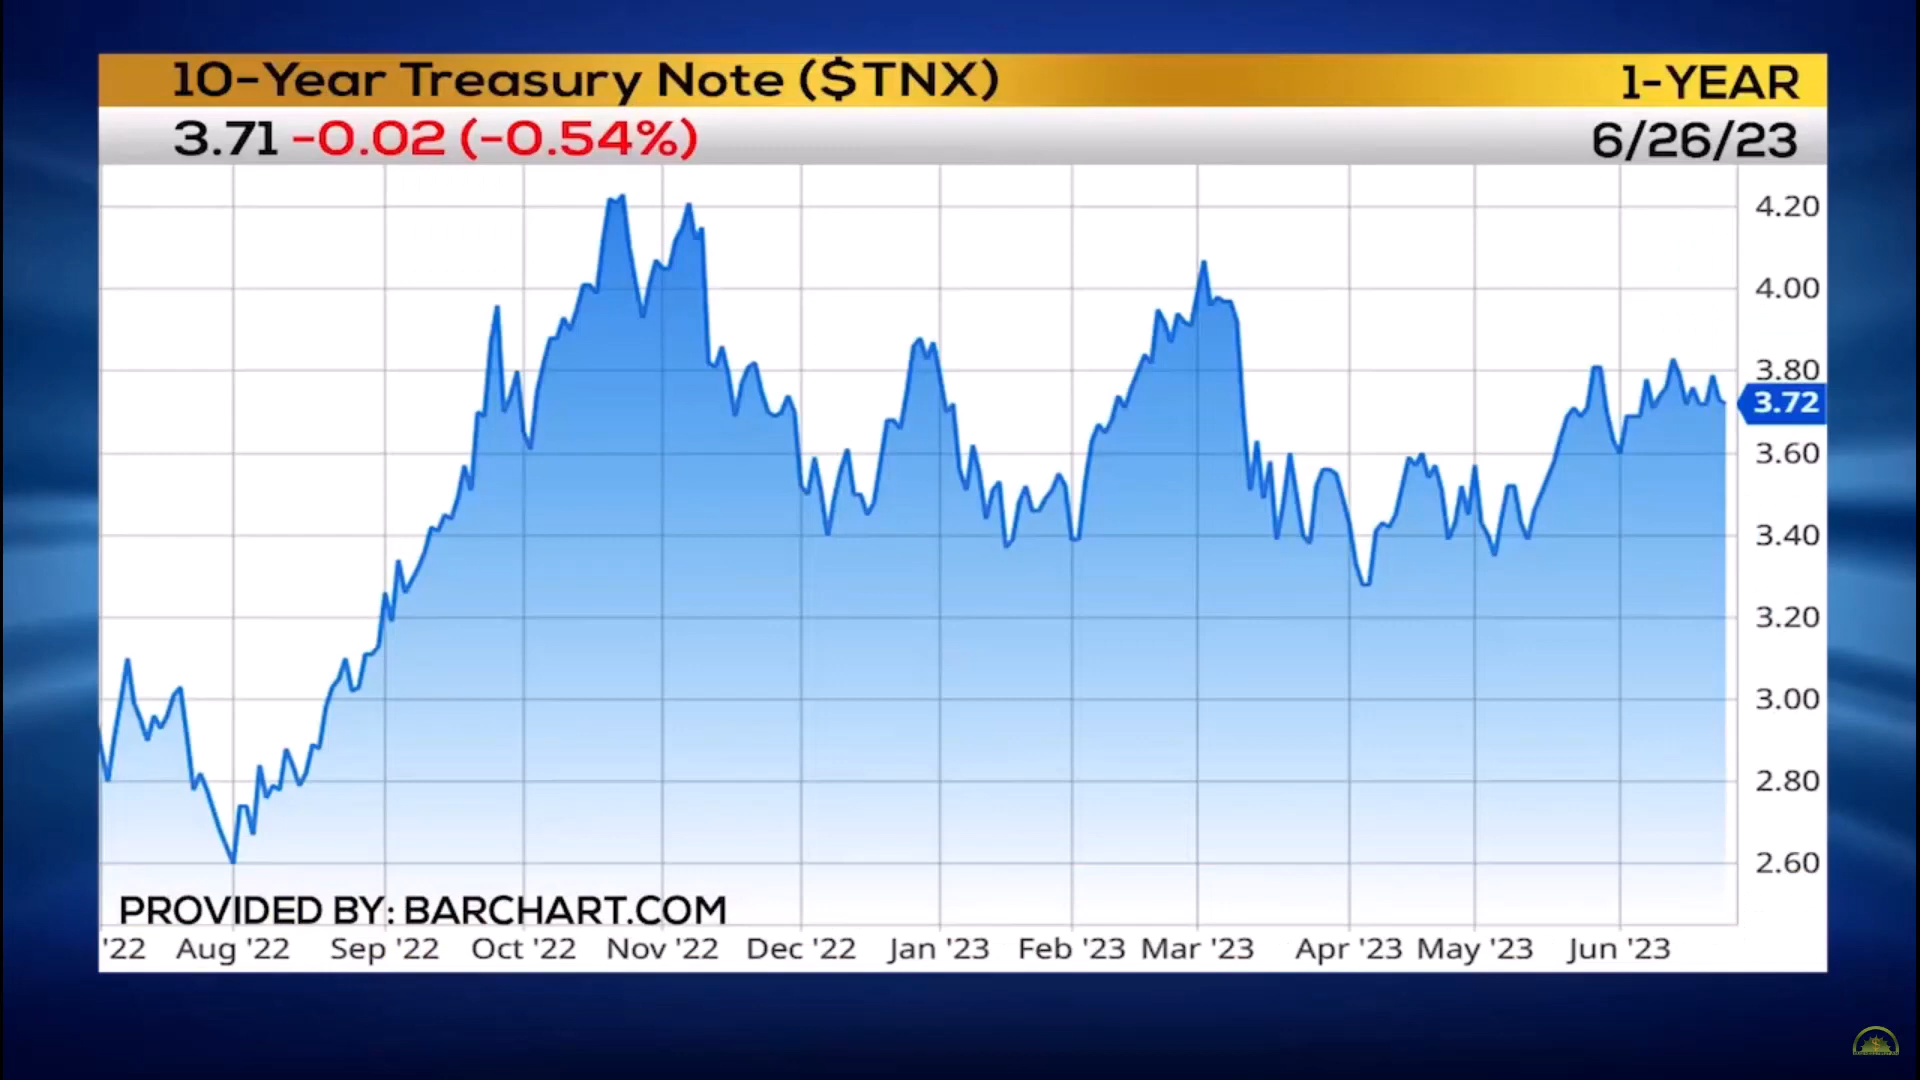 10-Year Treasury Note ($TNX) 1-YEAR
3.71 -0.02 (-0.54%) 6/26/23
4.20
4.00
3.80
3.72
3.60
3.40
3.20
3.00
2.80
2.60
PROVIDED BY: BARCHART.COM
'22 Aug '22 Sep '22 Oct '22 Nov '22 Dec '22 Jan '23 Feb '23 Mar '23 Apr '23 May '23 Jun '23